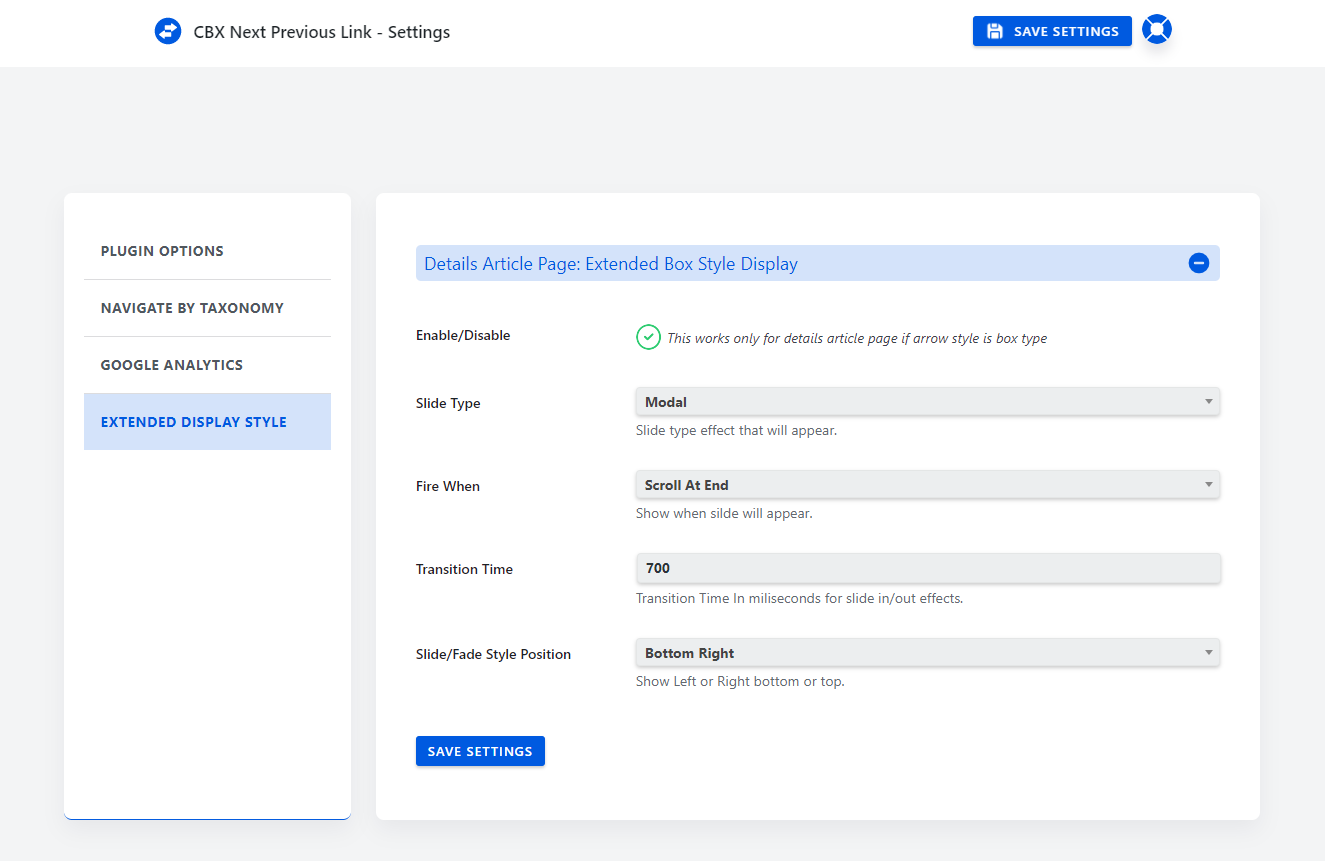 CBX Next Previous Link - Settings
SAVE SETTINGS
PLUGIN OPTIONS
NAVIGATE BY TAXONOMY
GOOGLE ANALYTICS
EXTENDED DISPLAY STYLE
Details Article Page: Extended Box Style Display
Enable/Disable
This works only for details article page if arrow style is box type
Slide Type
Modal
Slide type effect that will appear.
Fire When
Scroll At End
Show when silde will appear.
Transition Time
700
Transition Time In miliseconds for slide in/out effects.
Slide/Fade Style Position
Bottom Right
Show Left or Right bottom or top.
SAVE SETTINGS